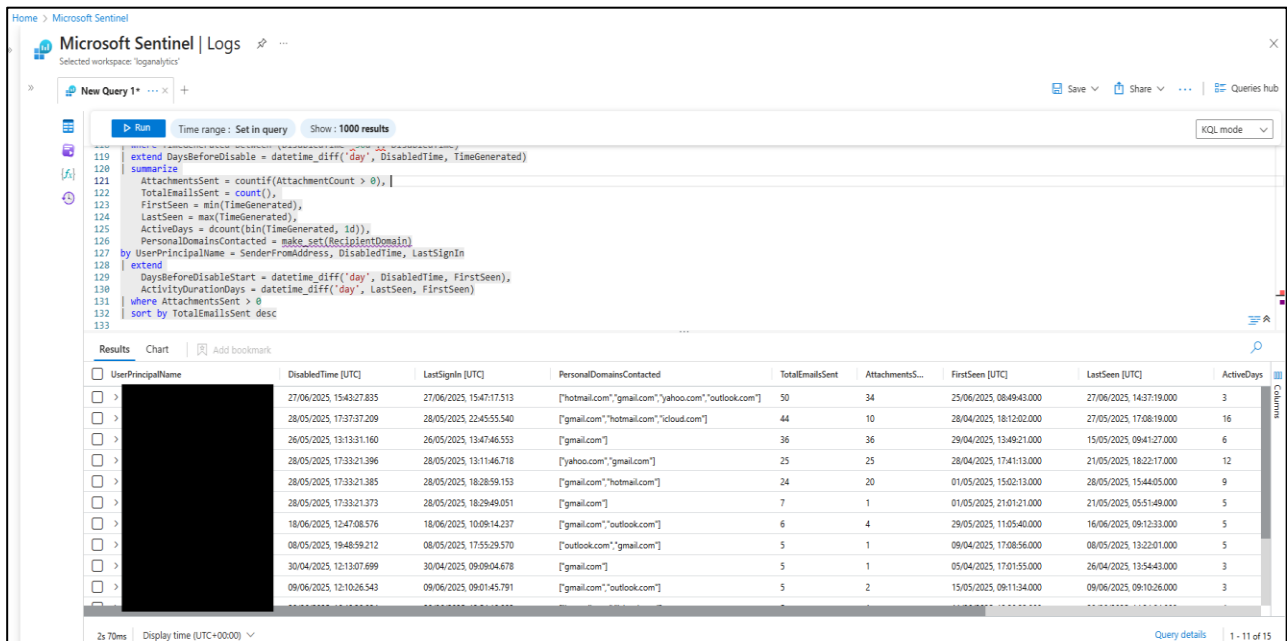 Home > Microsoft Sentinel
Microsoft Sentinel | Logs
Selected workspace: 'loganalytics'
New Query 1*
Save
Share
Queries hub
Run
Time range : Set in query
Show : 1000 results
KQL mode
119 | extend DaysBeforeDisable = datetime_diff('day', DisabledTime, TimeGenerated)
120 | summarize
121 AttachmentsSent = countif(AttachmentCount > 0),
122 TotalEmailsSent = count(),
123 FirstSeen = min(TimeGenerated),
124 LastSeen = max(TimeGenerated),
125 ActiveDays = dcount(bin(TimeGenerated, 1d)),
126 PersonalDomainsContacted = make_set(RecipientDomain)
127 by UserPrincipalName = SenderFromAddress, DisabledTime, LastSignIn
128 | extend
129 DaysBeforeDisableStart = datetime_diff('day', DisabledTime, FirstSeen),
130 ActivityDurationDays = datetime_diff('day', LastSeen, FirstSeen)
131 | where AttachmentsSent > 0
132 | sort by TotalEmailsSent desc
133
Results Chart Add bookmark
UserPrincipalName DisabledTime [UTC] LastSignIn [UTC] PersonalDomainsContacted TotalEmailsSent AttachmentsS... FirstSeen [UTC] LastSeen [UTC] ActiveDays
Columns
27/06/2025, 15:43:27.835 27/06/2025, 15:47:17.513 ["hotmail.com","gmail.com","yahoo.com","outlook.com"] 50 34 25/06/2025, 08:49:43.000 27/06/2025, 14:37:19.000 3
28/05/2025, 17:37:37.209 28/05/2025, 22:45:55.540 ["gmail.com","hotmail.com","icloud.com"] 44 10 28/04/2025, 18:12:02.000 27/05/2025, 17:08:19.000 16
26/05/2025, 13:13:31.160 26/05/2025, 13:47:46.553 ["gmail.com"] 36 36 29/04/2025, 13:49:21.000 15/05/2025, 09:41:27.000 6
28/05/2025, 17:33:21.396 28/05/2025, 13:11:46.718 ["yahoo.com","gmail.com"] 25 25 28/04/2025, 17:41:13.000 21/05/2025, 18:22:17.000 12
28/05/2025, 17:33:21.385 28/05/2025, 18:28:59.153 ["gmail.com","hotmail.com"] 24 20 01/05/2025, 15:02:13.000 28/05/2025, 15:44:05.000 9
28/05/2025, 17:33:21.373 28/05/2025, 18:29:49.051 ["gmail.com"] 7 1 01/05/2025, 21:01:21.000 21/05/2025, 05:51:49.000 5
18/06/2025, 12:47:08.576 18/06/2025, 10:09:14.237 ["gmail.com","outlook.com"] 6 4 29/05/2025, 11:05:40.000 16/06/2025, 09:12:33.000 5
08/05/2025, 19:48:59.212 08/05/2025, 17:55:29.570 ["outlook.com","gmail.com"] 5 1 09/04/2025, 17:08:56.000 08/05/2025, 13:22:01.000 5
30/04/2025, 12:13:07.699 30/04/2025, 09:09:04.678 ["gmail.com"] 5 1 05/04/2025, 17:01:55.000 26/04/2025, 13:54:43.000 3
09/06/2025, 12:10:26.543 09/06/2025, 09:01:45.791 ["gmail.com","outlook.com"] 5 2 15/05/2025, 09:11:34.000 09/06/2025, 09:10:26.000 3
2s 70ms Display time (UTC+00:00) Query details 1 - 11 of 15